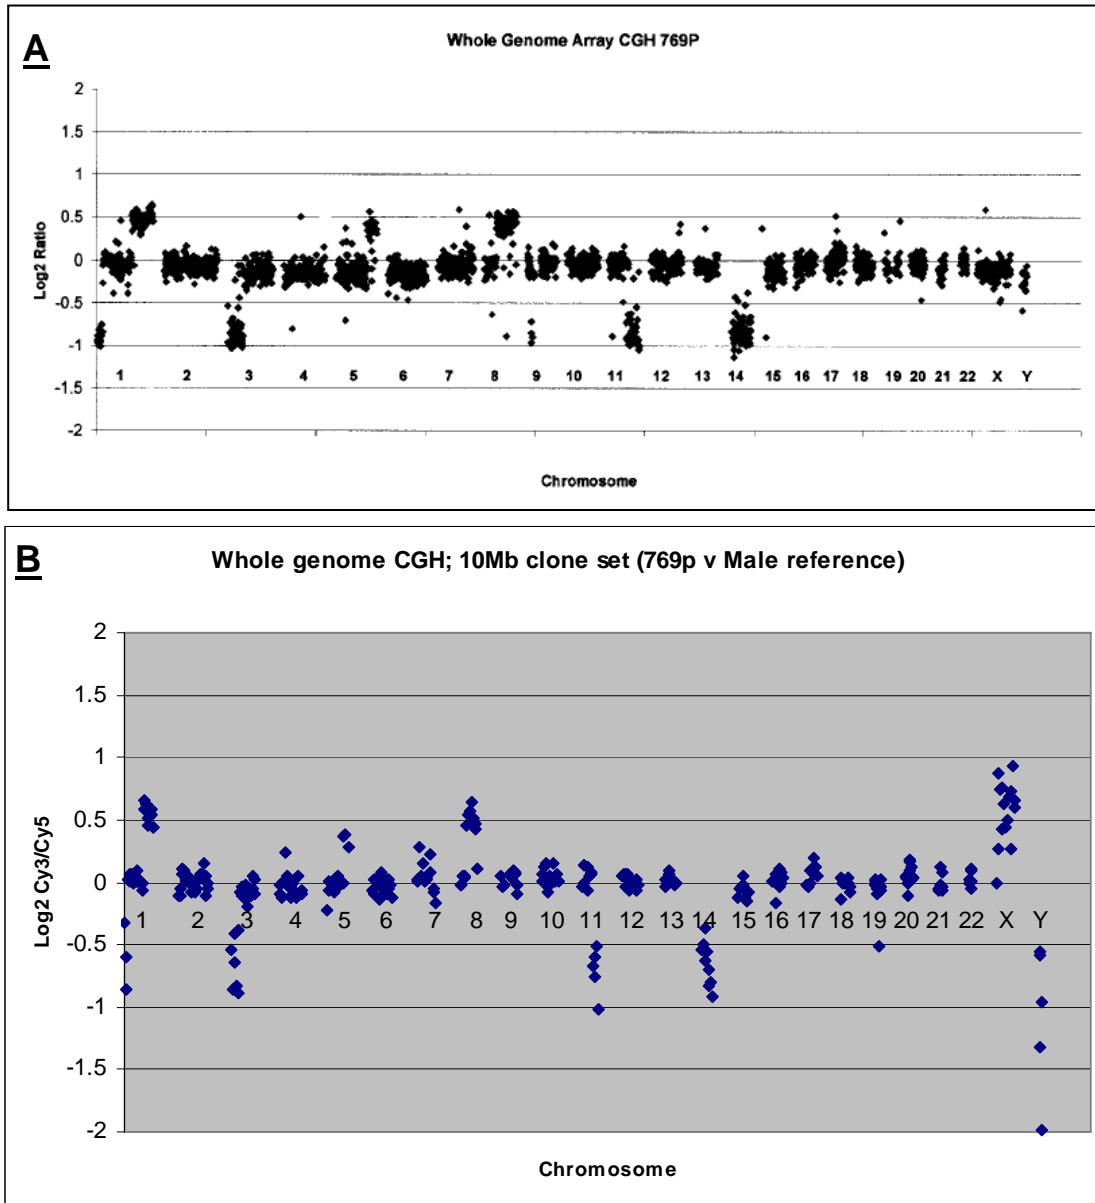 A
Whole Genome Array CGH 769P
2
1.5
1
0.5
0
-0.5
-1
-1.5
-2
Log2 Ratio
1 2 3 4 5 6 7 8 9 10 11 12 13 14 15 16 17 18 19 20 21 22 X Y
Chromosome
B
Whole genome CGH; 10Mb clone set (769p v Male reference)
2
1.5
1
0.5
0
-0.5
-1
-1.5
-2
Log2 Cy3/Cy5
1 2 3 4 5 6 7 8 9 10 11 12 13 14 15 16 17 18 19 20 21 22 X Y
Chromosome